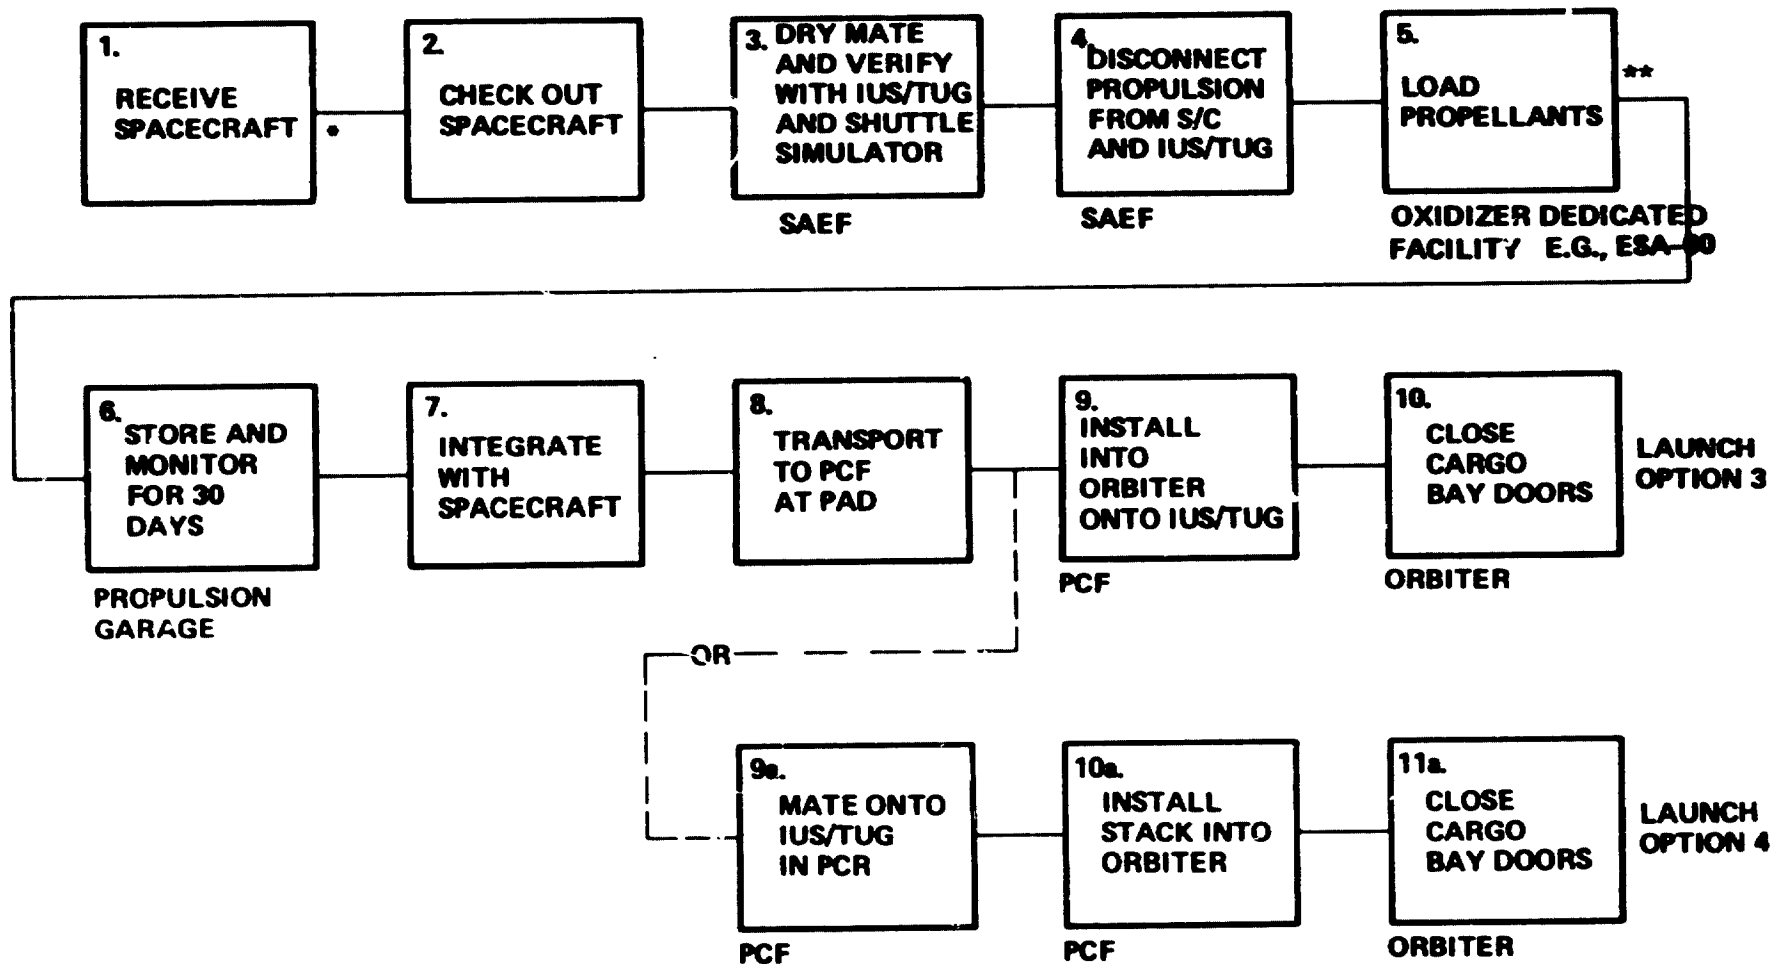 1.
RECEIVE
SPACECRAFT
*
2.
CHECK OUT
SPACECRAFT
3. DRY MATE
AND VERIFY
WITH IUS/TUG
AND SHUTTLE
SIMULATOR
SAEF
4.
DISCONNECT
PROPULSION
FROM S/C
AND IUS/TUG
SAEF
5.
LOAD
PROPELLANTS
**
OXIDIZER DEDICATED
FACILITY E.G.,
6.
STORE AND
MONITOR
FOR 30
DAYS
PROPULSION
GARAGE
7.
INTEGRATE
WITH
SPACECRAFT
8.
TRANSPORT
TO PCF
AT PAD
9.
INSTALL
INTO
ORBITER
ONTO IUS/TUG
PCF
10.
CLOSE
CARGO
BAY DOORS
ORBITER
LAUNCH
OPTION 3
OR
9a.
MATE ONTO
IUS/TUG
IN PCR
PCF
10a.
INSTALL
STACK INTO
ORBITER
PCF
11a.
CLOSE
CARGO
BAY DOORS
ORBITER
LAUNCH
OPTION 4